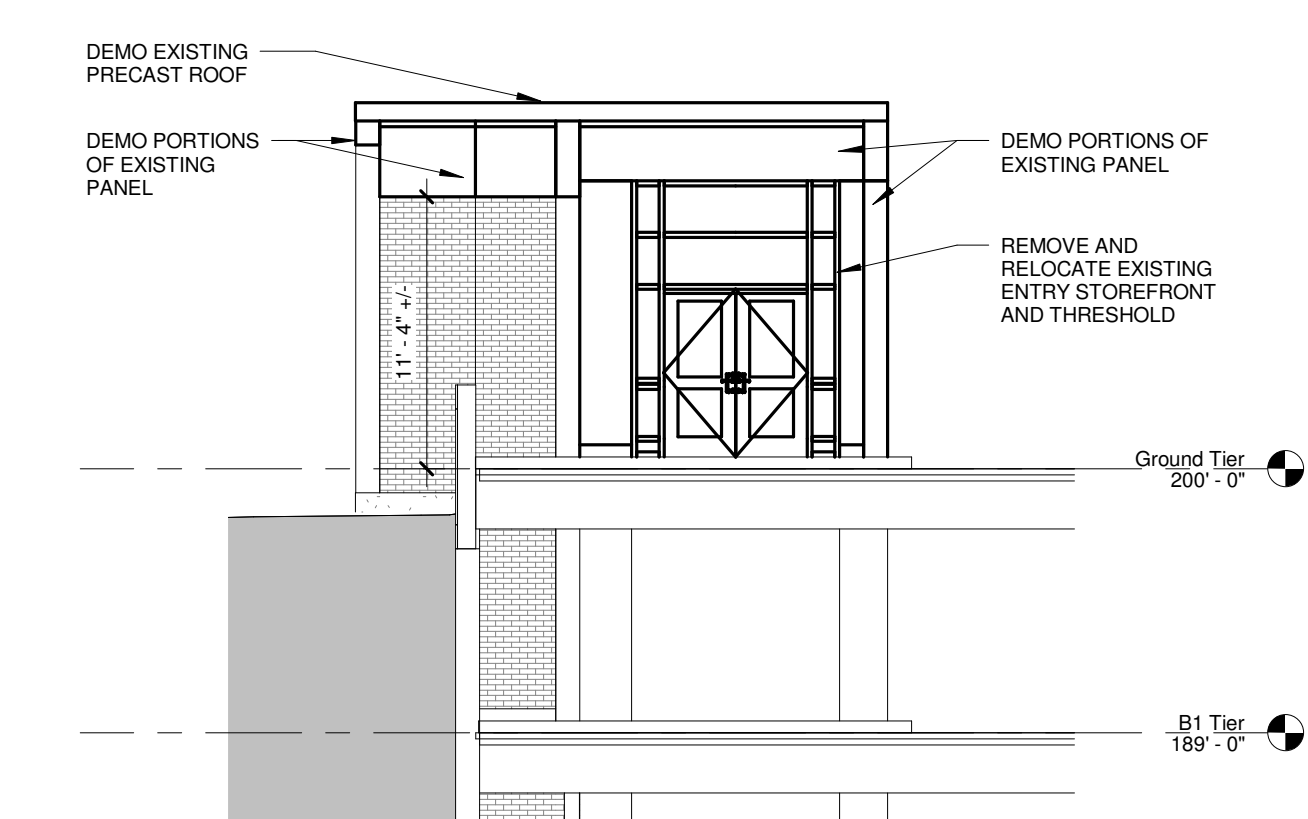 DEMO EXISTING
PRECAST ROOF
DEMO PORTIONS
OF EXISTING
PANEL
DEMO PORTIONS OF
EXISTING PANEL
REMOVE AND
RELOCATE EXISTING
ENTRY STOREFRONT
AND THRESHOLD
11' - 4" +/-
Ground Tier
200' - 0"
B1 Tier
189' - 0"